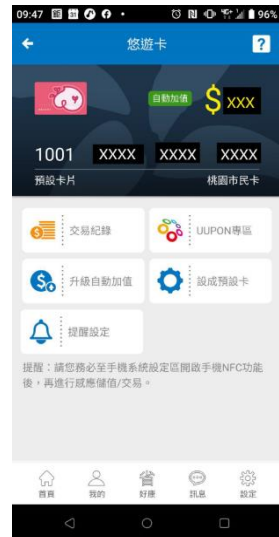 09:47 96%
悠遊卡 ?
自動加值 $ xxx
1001 xxxx xxxx xxxx
預設卡片 桃園市民卡
交易紀錄 UUPON專區
升級自動加值 設成預設卡
提醒設定
提醒：請您務必至手機系統設定區開啟手機NFC功能
後，再進行感應儲值/交易。
首頁 我的 好康 訊息 設定